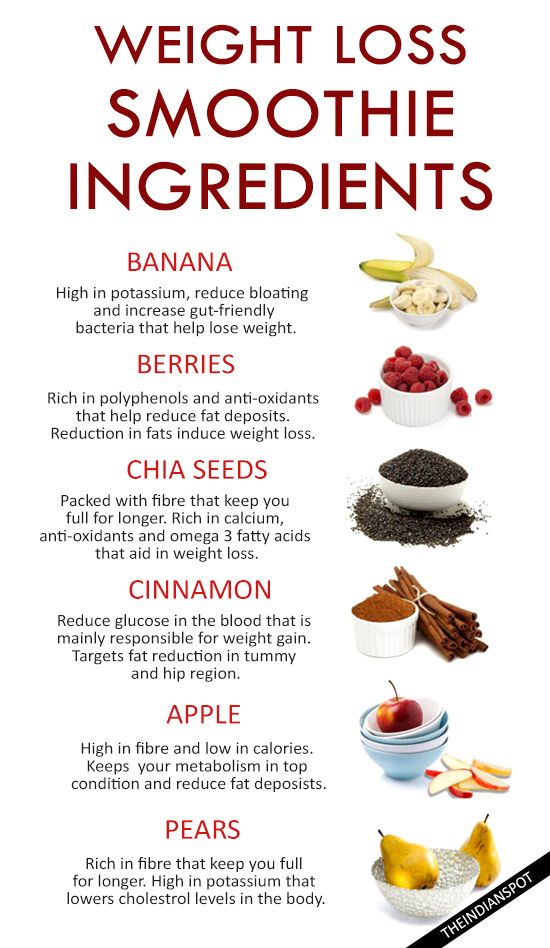 WEIGHT LOSS
SMOOTHIE
INGREDIENTS
BANANA
High in potassium, reduce bloating
and increase gut-friendly
bacteria that help lose weight.
BERRIES
Rich in polyphenols and anti-oxidants
that help reduce fat deposits.
Reduction in fats induce weight loss.
CHIA SEEDS
Packed with fibre that keep you
full for longer. Rich in calcium,
anti-oxidants and omega 3 fatty acids
that aid in weight loss.
CINNAMON
Reduce glucose in the blood that is
mainly responsible for weight gain.
Targets fat reduction in tummy
and hip region.
APPLE
High in fibre and low in calories.
Keeps your metabolism in top
condition and reduce fat deposists.
PEARS
Rich in fibre that keep you full
for longer. High in potassium that
lowers cholestrol levels in the body.
THEINDIANSPOT